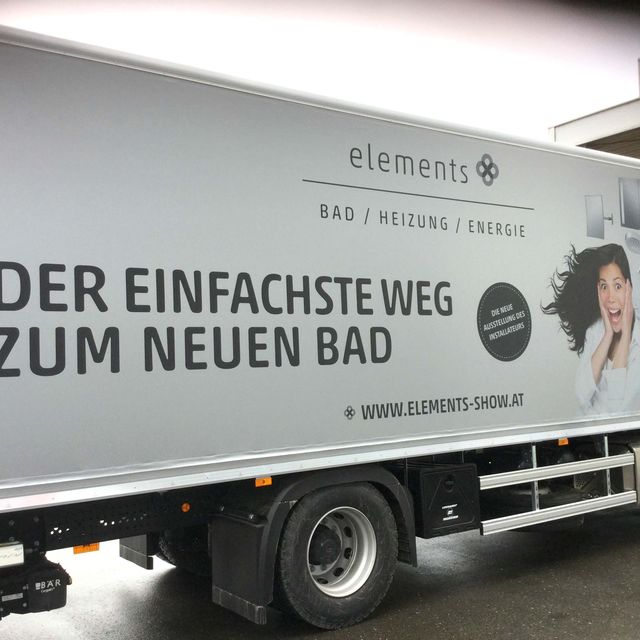 elements
BAD / HEIZUNG / ENERGIE
DER EINFACHSTE WEG
ZUM NEUEN BAD
DIE NEUE
AUSSTELLUNG DES
INSTALLATEURS
WWW.ELEMENTS-SHOW.AT
BÄR